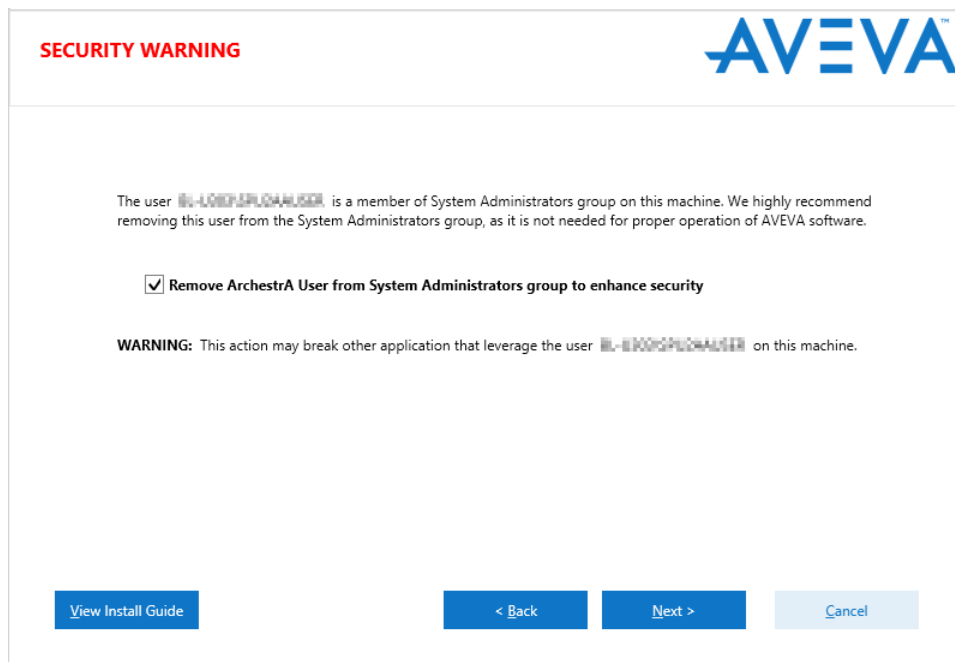 SECURITY WARNING
AVEVA™
The user is a member of System Administrators group on this machine. We highly recommend
removing this user from the System Administrators group, as it is not needed for proper operation of AVEVA software.
Remove ArchestrA User from System Administrators group to enhance security
WARNING: This action may break other application that leverage the user on this machine.
View Install Guide
< Back
Next >
Cancel